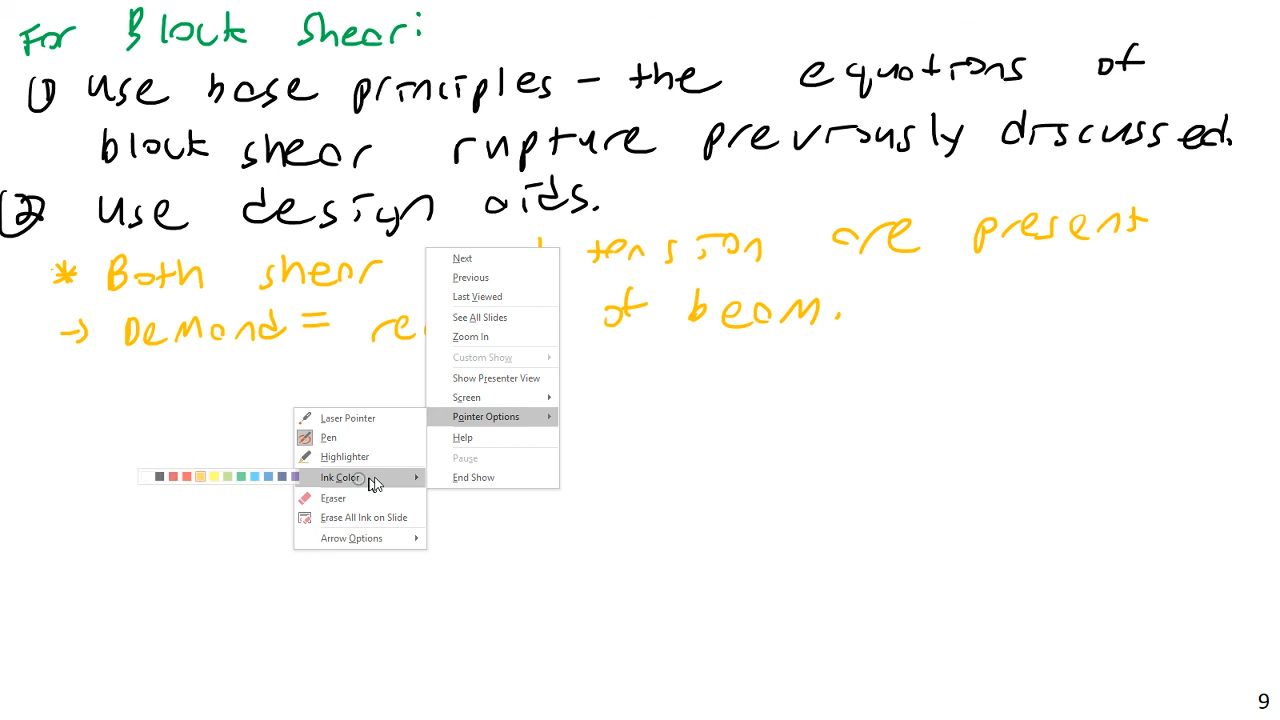 For Block Shear:
(1) use base principles - the equations of
block shear rupture previously discussed.
(2) use design aids.
* Both shear tension are present
→ Demand = of beam.
Next
Previous
Last Viewed
See All Slides
Zoom In
Custom Show
Show Presenter View
Screen
Pointer Options
Help
Pause
End Show
Laser Pointer
Pen
Highlighter
Ink Color
Eraser
Erase All Ink on Slide
Arrow Options
9